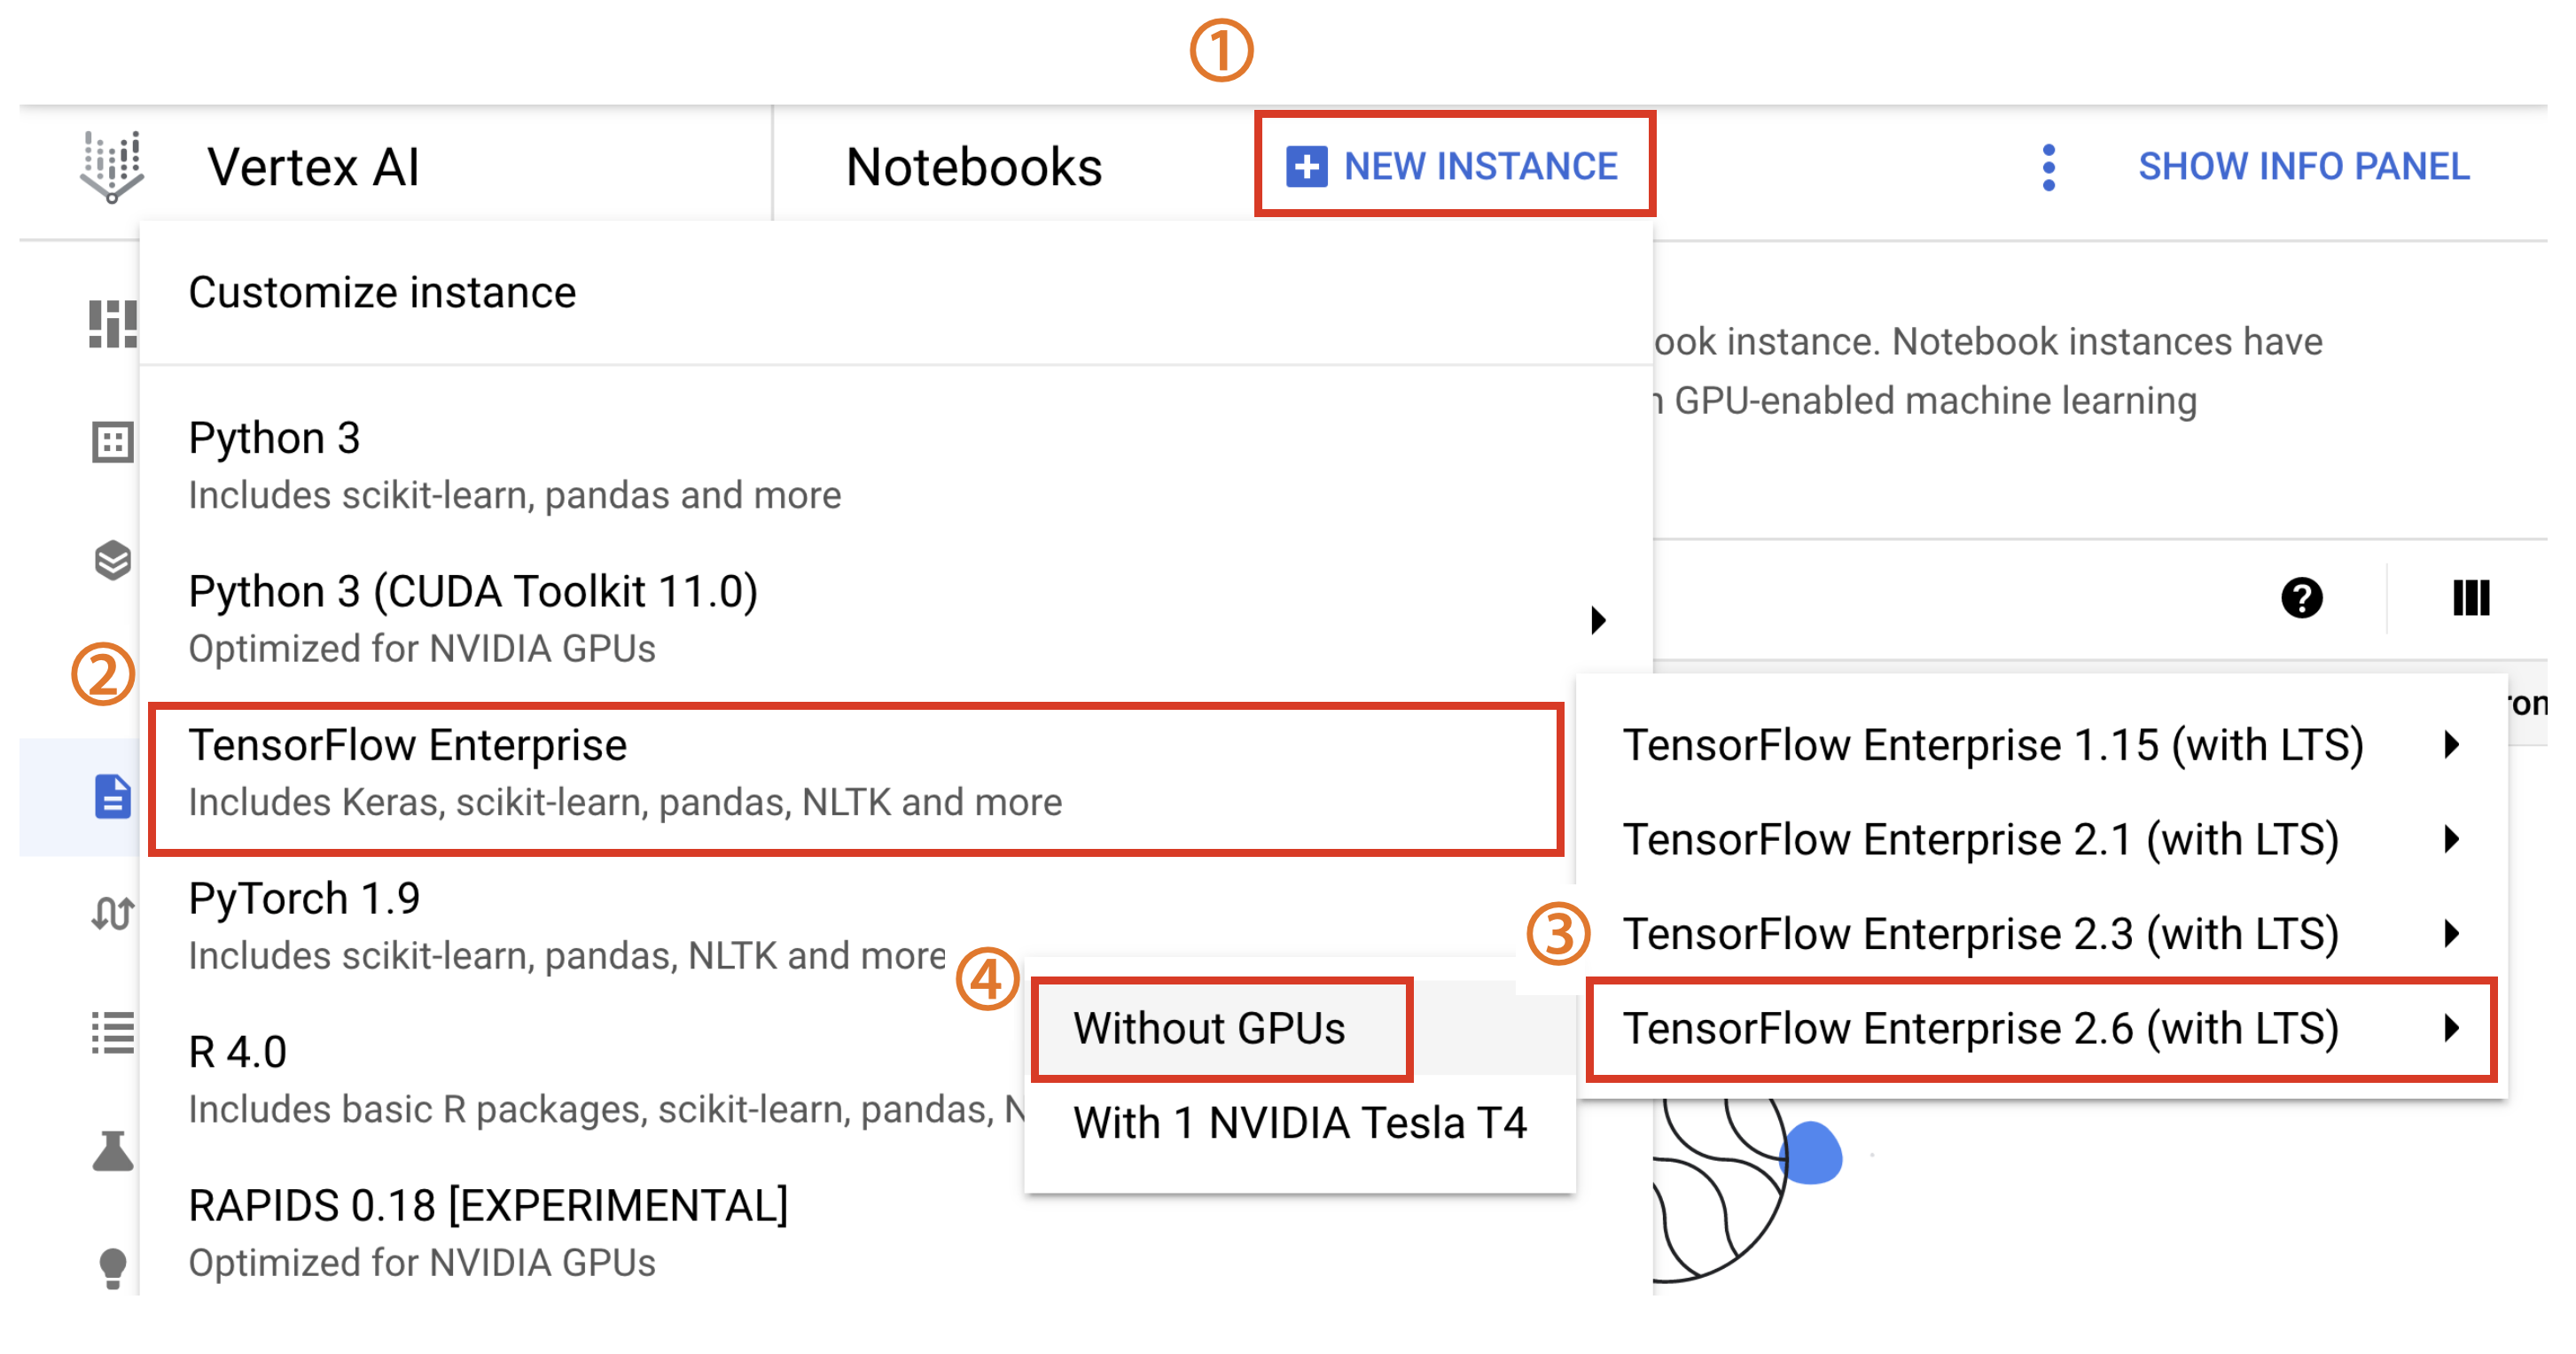 ①
Vertex AI
Notebooks
NEW INSTANCE
SHOW INFO PANEL
Customize instance
ook instance. Notebook instances have
GPU-enabled machine learning
Python 3
Includes scikit-learn, pandas and more
Python 3 (CUDA Toolkit 11.0)
Optimized for NVIDIA GPUs
②
TensorFlow Enterprise
Includes Keras, scikit-learn, pandas, NLTK and more
TensorFlow Enterprise 1.15 (with LTS)
TensorFlow Enterprise 2.1 (with LTS)
③
TensorFlow Enterprise 2.3 (with LTS)
TensorFlow Enterprise 2.6 (with LTS)
PyTorch 1.9
Includes scikit-learn, pandas, NLTK and more
④
Without GPUs
With 1 NVIDIA Tesla T4
R 4.0
Includes basic R packages, scikit-learn, pandas, N
RAPIDS 0.18 [EXPERIMENTAL]
Optimized for NVIDIA GPUs